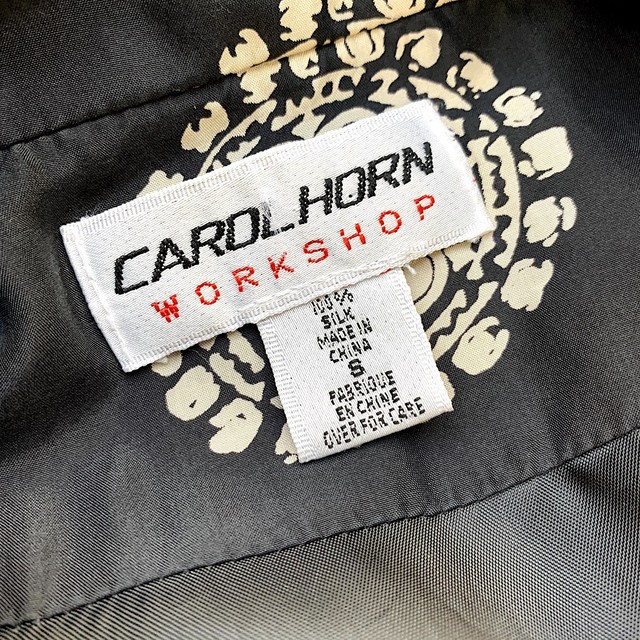 CAROL HORN
WORKSHOP
100%
SILK
MADE IN
CHINA
S
FABRIQUE
EN CHINE
OVER FOR CARE